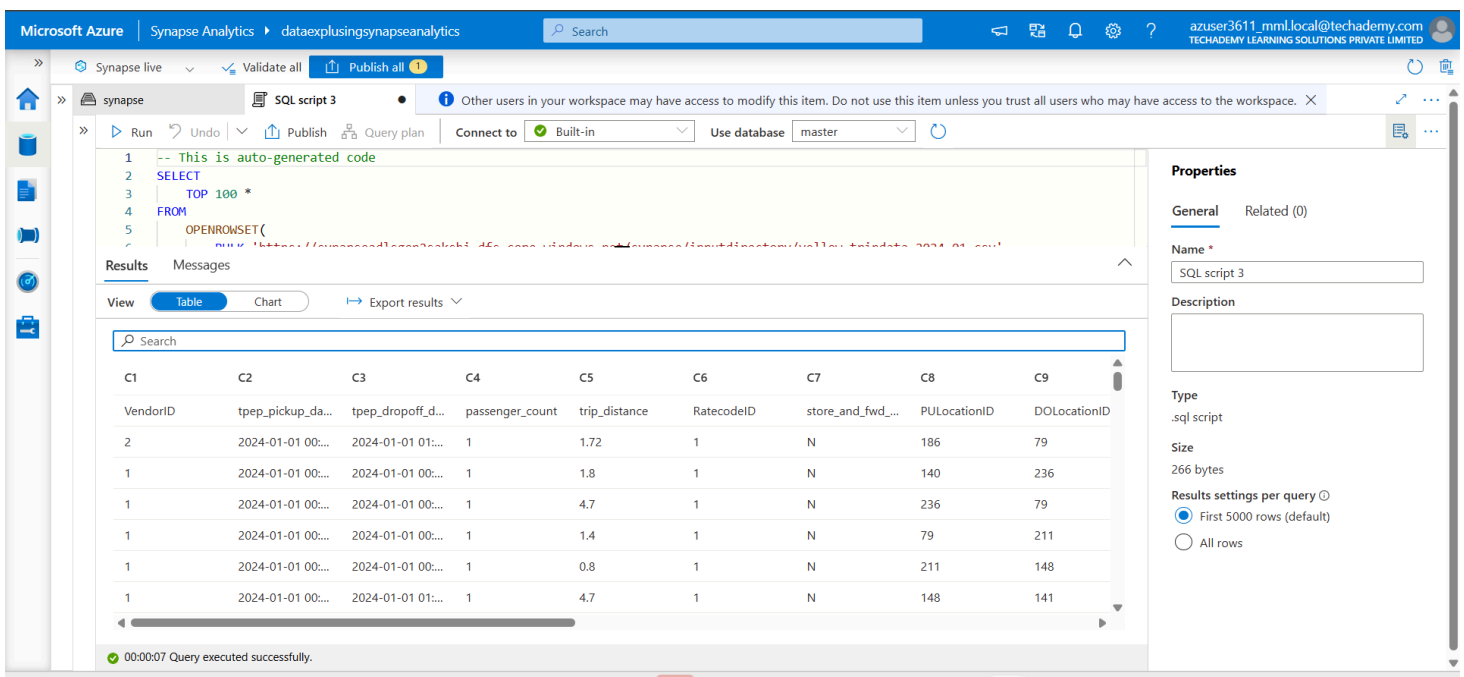 Microsoft Azure Synapse Analytics dataexplusingsynapseanalytics Search azuser3611_mml.local@techademy.com
TECHADEMY LEARNING SOLUTIONS PRIVATE LIMITED
Synapse live Validate all Publish all 1
synapse SQL script 3 Other users in your workspace may have access to modify this item. Do not use this item unless you trust all users who may have access to the workspace.
Run Undo Publish Query plan Connect to Built-in Use database master
1 -- This is auto-generated code
2 SELECT
3 TOP 100 *
4 FROM
5 OPENROWSET(
Results Messages
View Table Chart Export results
Search
C1 C2 C3 C4 C5 C6 C7 C8 C9
VendorID tpep_pickup_da... tpep_dropoff_d... passenger_count trip_distance RatecodeID store_and_fwd_... PULocationID DOLocationID
2 2024-01-01 00:... 2024-01-01 01:... 1 1.72 1 N 186 79
1 2024-01-01 00:... 2024-01-01 00:... 1 1.8 1 N 140 236
1 2024-01-01 00:... 2024-01-01 00:... 1 4.7 1 N 236 79
1 2024-01-01 00:... 2024-01-01 00:... 1 1.4 1 N 79 211
1 2024-01-01 00:... 2024-01-01 00:... 1 0.8 1 N 211 148
1 2024-01-01 00:... 2024-01-01 01:... 1 4.7 1 N 148 141
00:00:07 Query executed successfully.
Properties
General Related (0)
Name *
SQL script 3
Description
Type
.sql script
Size
266 bytes
Results settings per query
First 5000 rows (default)
All rows